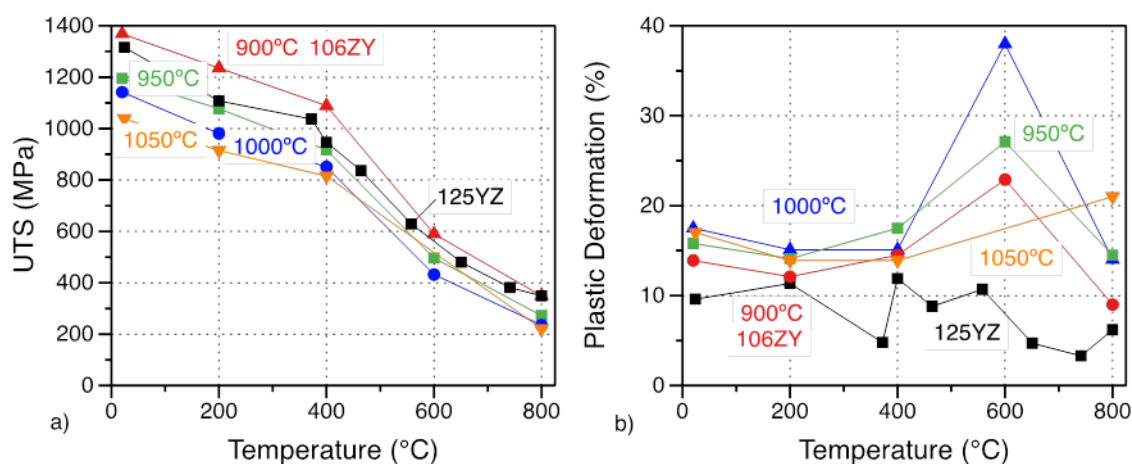 a)
UTS (MPa)
1400
1200
1000
800
600
400
200
0
900ºC 106ZY
950ºC
1050ºC
1000ºC
125YZ
0
200
400
600
800
Temperature (°C)
b)
Plastic Deformation (%)
40
30
20
10
0
1000ºC
950ºC
1050ºC
900ºC
106ZY
125YZ
0
200
400
600
800
Temperature (°C)